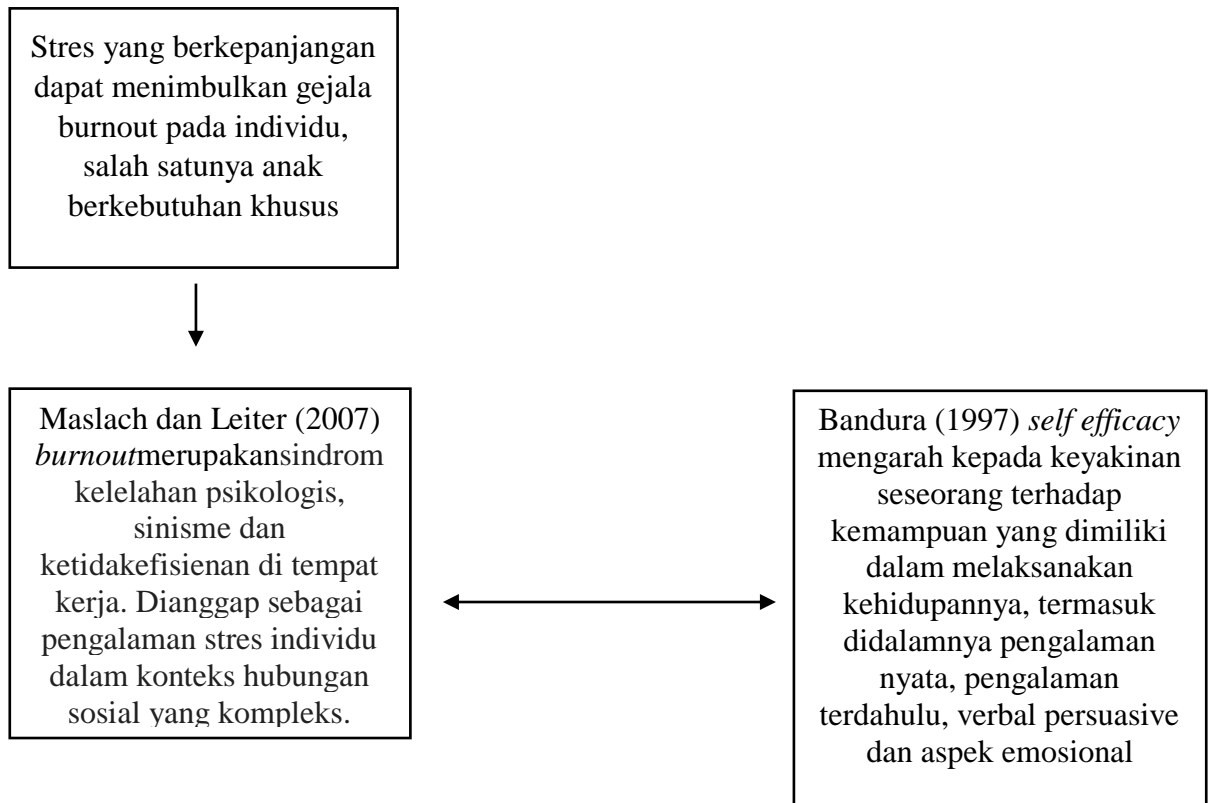 Stres yang berkepanjangan
dapat menimbulkan gejala
burnout pada individu,
salah satunya anak
berkebutuhan khusus
Maslach dan Leiter (2007)
burnoutmerupakansindrom
kelelahan psikologis,
sinisme dan
ketidakefisienan di tempat
kerja. Dianggap sebagai
pengalaman stres individu
dalam konteks hubungan
sosial yang kompleks.
Bandura (1997) self efficacy
mengarah kepada keyakinan
seseorang terhadap
kemampuan yang dimiliki
dalam melaksanakan
kehidupannya, termasuk
didalamnya pengalaman
nyata, pengalaman
terdahulu, verbal persuasive
dan aspek emosional